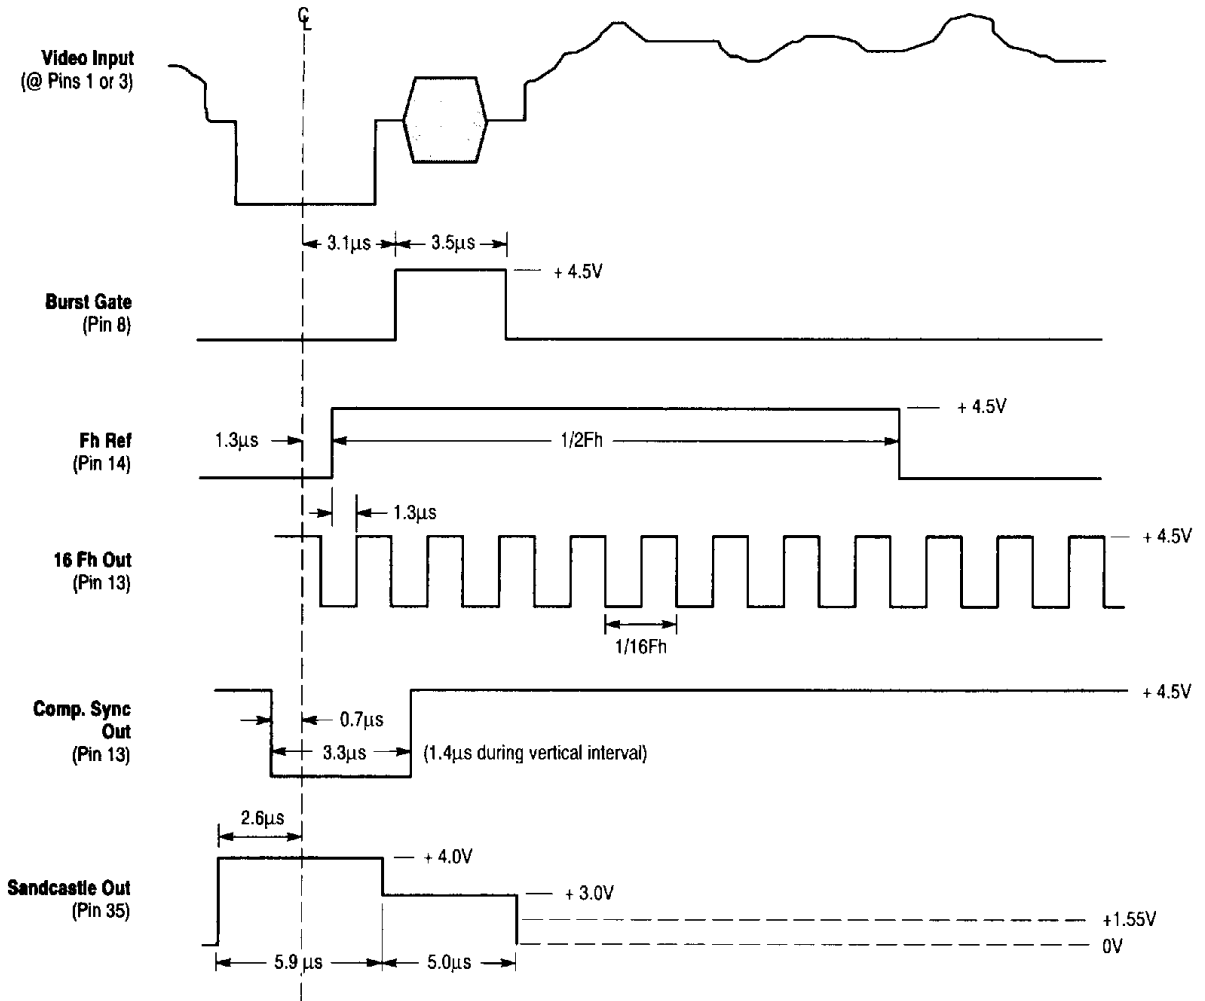 ℄
Video Input
(@ Pins 1 or 3)
3.1µs
3.5µs
+ 4.5V
Burst Gate
(Pin 8)
+ 4.5V
Fh Ref
(Pin 14)
1.3µs
1/2Fh
1.3µs
16 Fh Out
(Pin 13)
+ 4.5V
1/16Fh
Comp. Sync
Out
(Pin 13)
+ 4.5V
0.7µs
3.3µs
(1.4µs during vertical interval)
2.6µs
+ 4.0V
Sandcastle Out
(Pin 35)
+ 3.0V
+1.55V
0V
5.9 µs
5.0µs